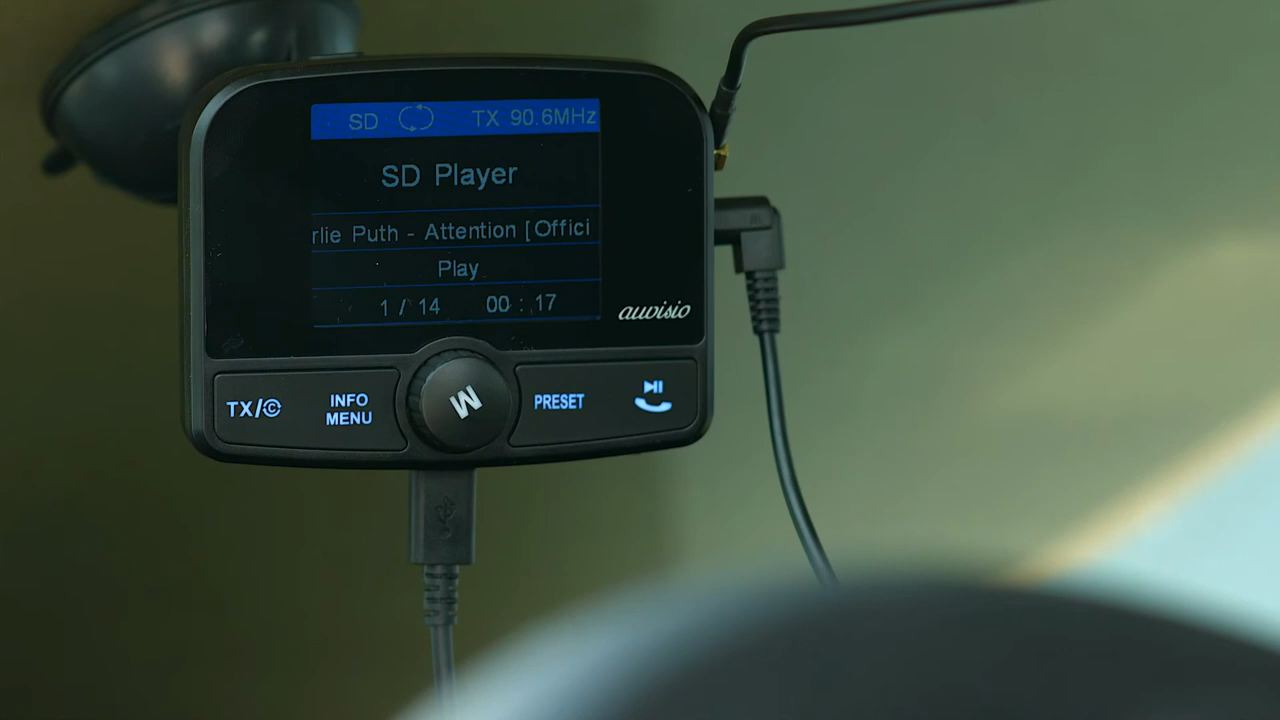 SD TX 90.6MHz
SD Player
rlie Puth - Attention [Offici
Play
1 / 14 00 : 17
auvisio
TX/C
INFO
MENU
M
PRESET